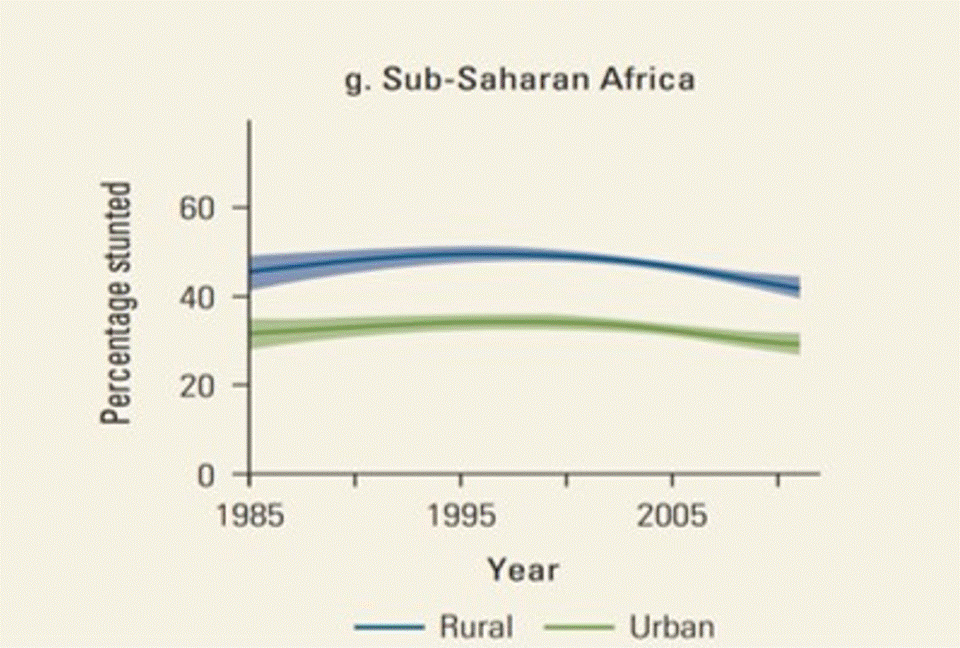 g. Sub-Saharan Africa
Percentage stunted
60
40
20
0
1985 1995 2005
Year
Rural Urban